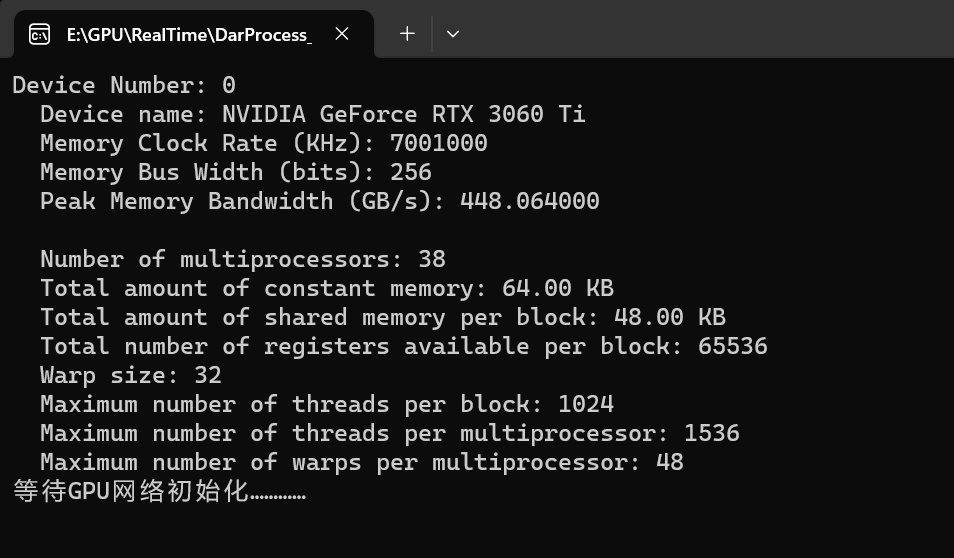 E:\GPU\RealTime\DarProcess_
Device Number: 0
Device name: NVIDIA GeForce RTX 3060 Ti
Memory Clock Rate (KHz): 7001000
Memory Bus Width (bits): 256
Peak Memory Bandwidth (GB/s): 448.064000
Number of multiprocessors: 38
Total amount of constant memory: 64.00 KB
Total amount of shared memory per block: 48.00 KB
Total number of registers available per block: 65536
Warp size: 32
Maximum number of threads per block: 1024
Maximum number of threads per multiprocessor: 1536
Maximum number of warps per multiprocessor: 48
等待GPU网络初始化…………